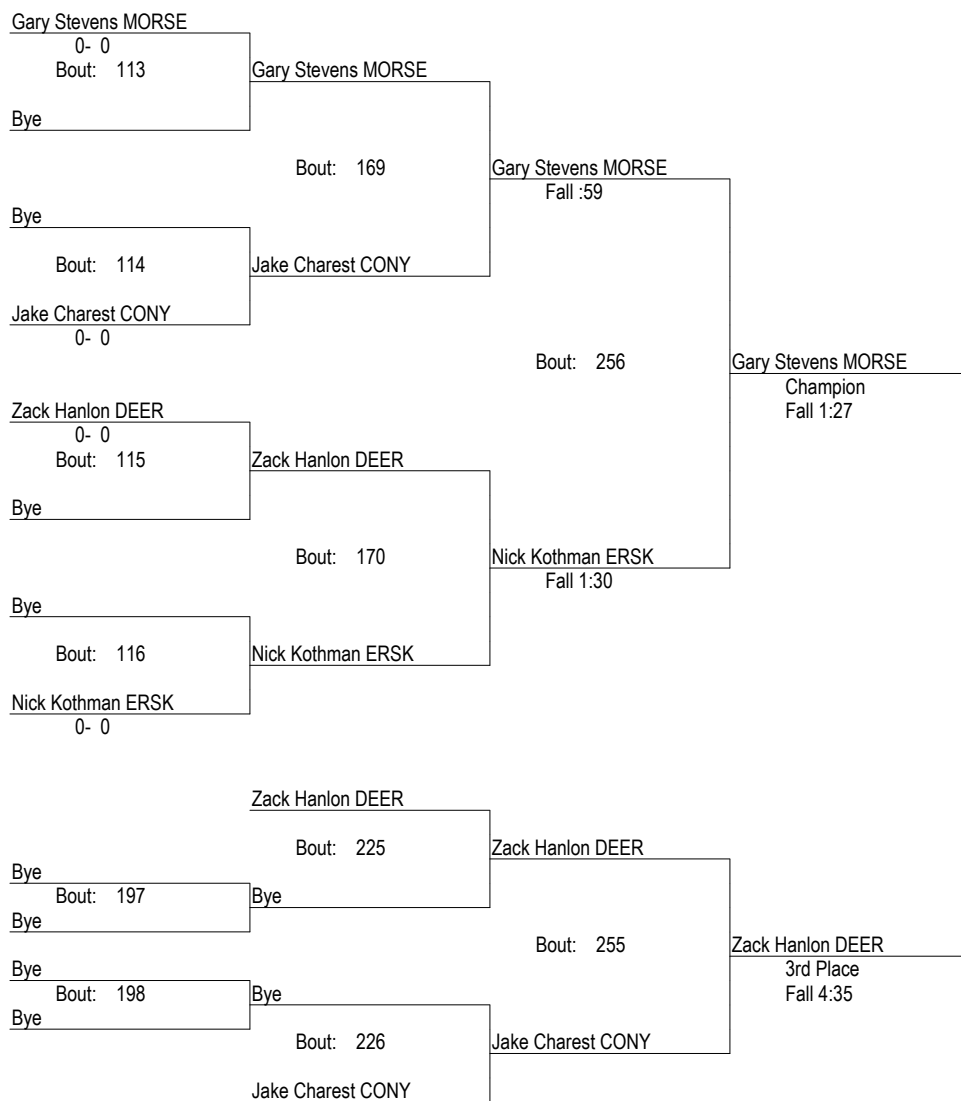 Gary Stevens MORSE
0- 0
Bout: 113
Gary Stevens MORSE
Bye
Bout: 169
Gary Stevens MORSE
Fall :59
Bye
Bout: 114
Jake Charest CONY
Jake Charest CONY
0- 0
Bout: 256
Gary Stevens MORSE
Champion
Fall 1:27
Zack Hanlon DEER
0- 0
Bout: 115
Zack Hanlon DEER
Bye
Bout: 170
Nick Kothman ERSK
Fall 1:30
Bye
Bout: 116
Nick Kothman ERSK
Nick Kothman ERSK
0- 0
Zack Hanlon DEER
Bout: 225
Zack Hanlon DEER
Bye
Bout: 197
Bye
Bye
Bout: 255
Zack Hanlon DEER
3rd Place
Fall 4:35
Bye
Bout: 198
Bye
Bye
Bout: 226
Jake Charest CONY
Jake Charest CONY